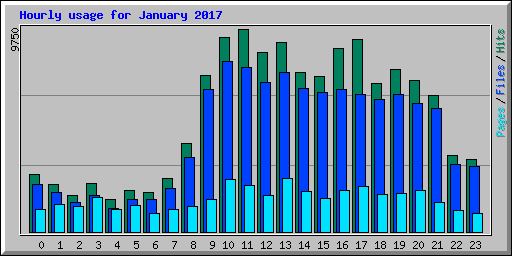 Hourly usage for January 2017
9750
Pages / Files / Hits
0 1 2 3 4 5 6 7 8 9 10 11 12 13 14 15 16 17 18 19 20 21 22 23